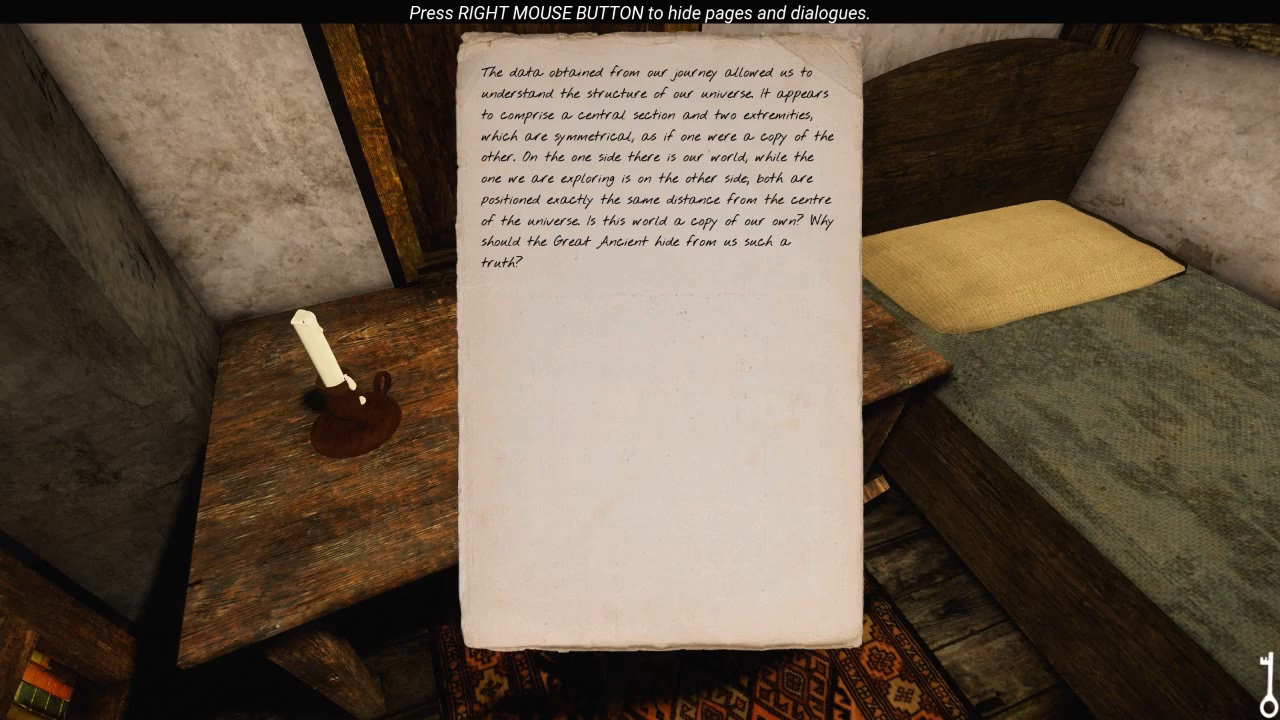 Press RIGHT MOUSE BUTTON to hide pages and dialogues.
The data obtained from our journey allowed us to
understand the structure of our universe. It appears
to comprise a central section and two extremities,
which are symmetrical, as if one were a copy of the
other. On the one side there is our world, while the
one we are exploring is on the other side, both are
positioned exactly the same distance from the centre
of the universe. Is this world a copy of our own? Why
should the Great Ancient hide from us such a
truth?